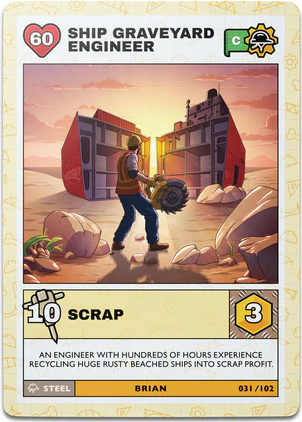 60
SHIP GRAVEYARD
ENGINEER
C
10 SCRAP
3
AN ENGINEER WITH HUNDREDS OF HOURS EXPERIENCE
RECYCLING HUGE RUSTY BEACHED SHIPS INTO SCRAP PROFIT.
STEEL BRIAN 031/102